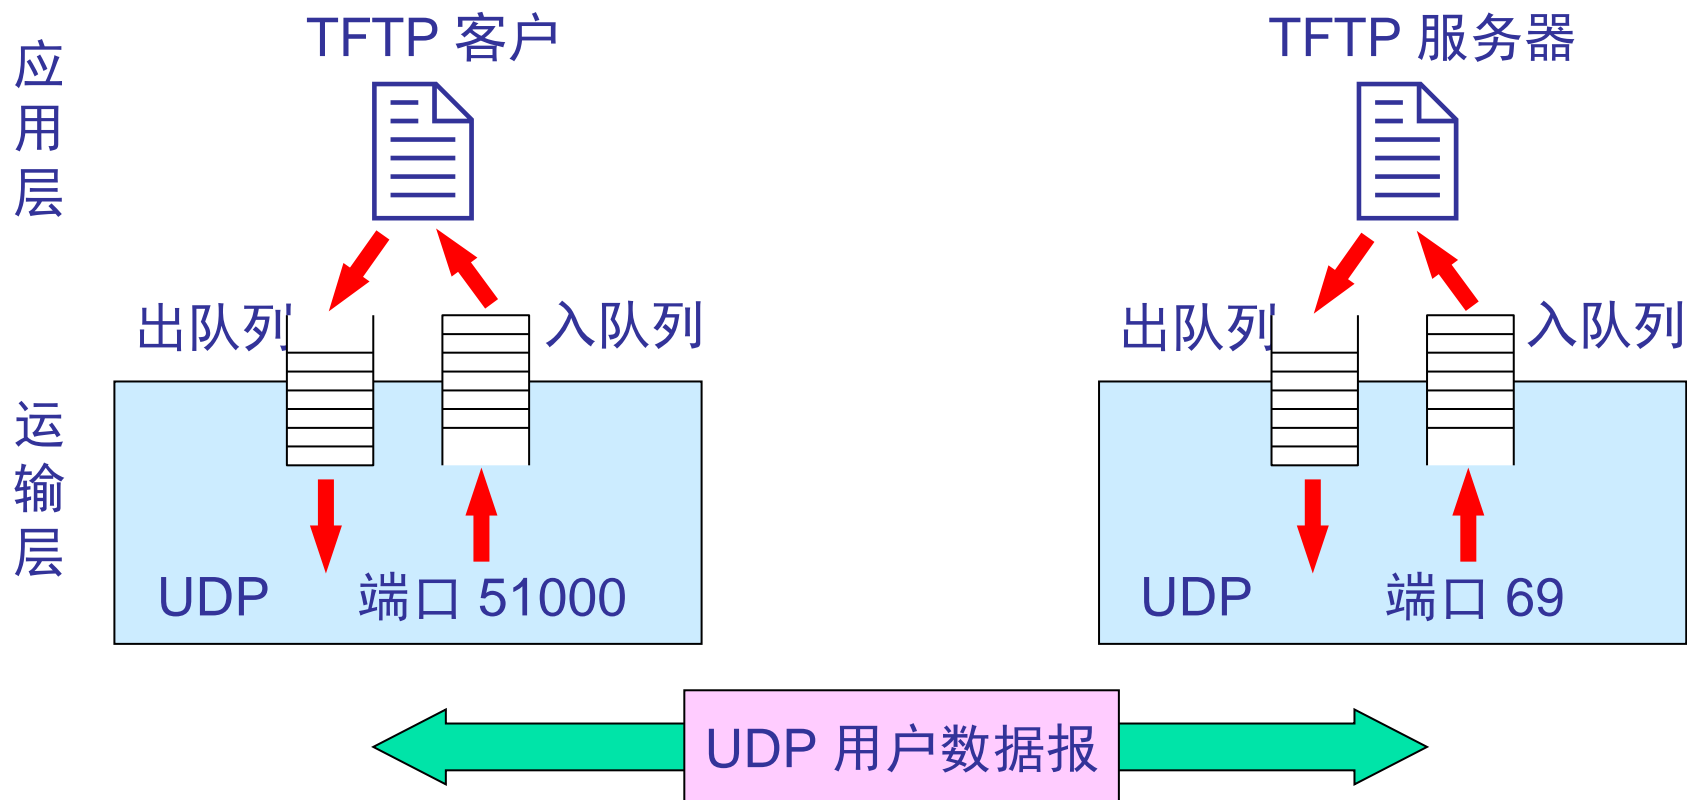 TFTP 客户
TFTP 服务器
应用层
出队列
入队列
出队列
入队列
运输层
UDP
端口 51000
UDP
端口 69
UDP 用户数据报